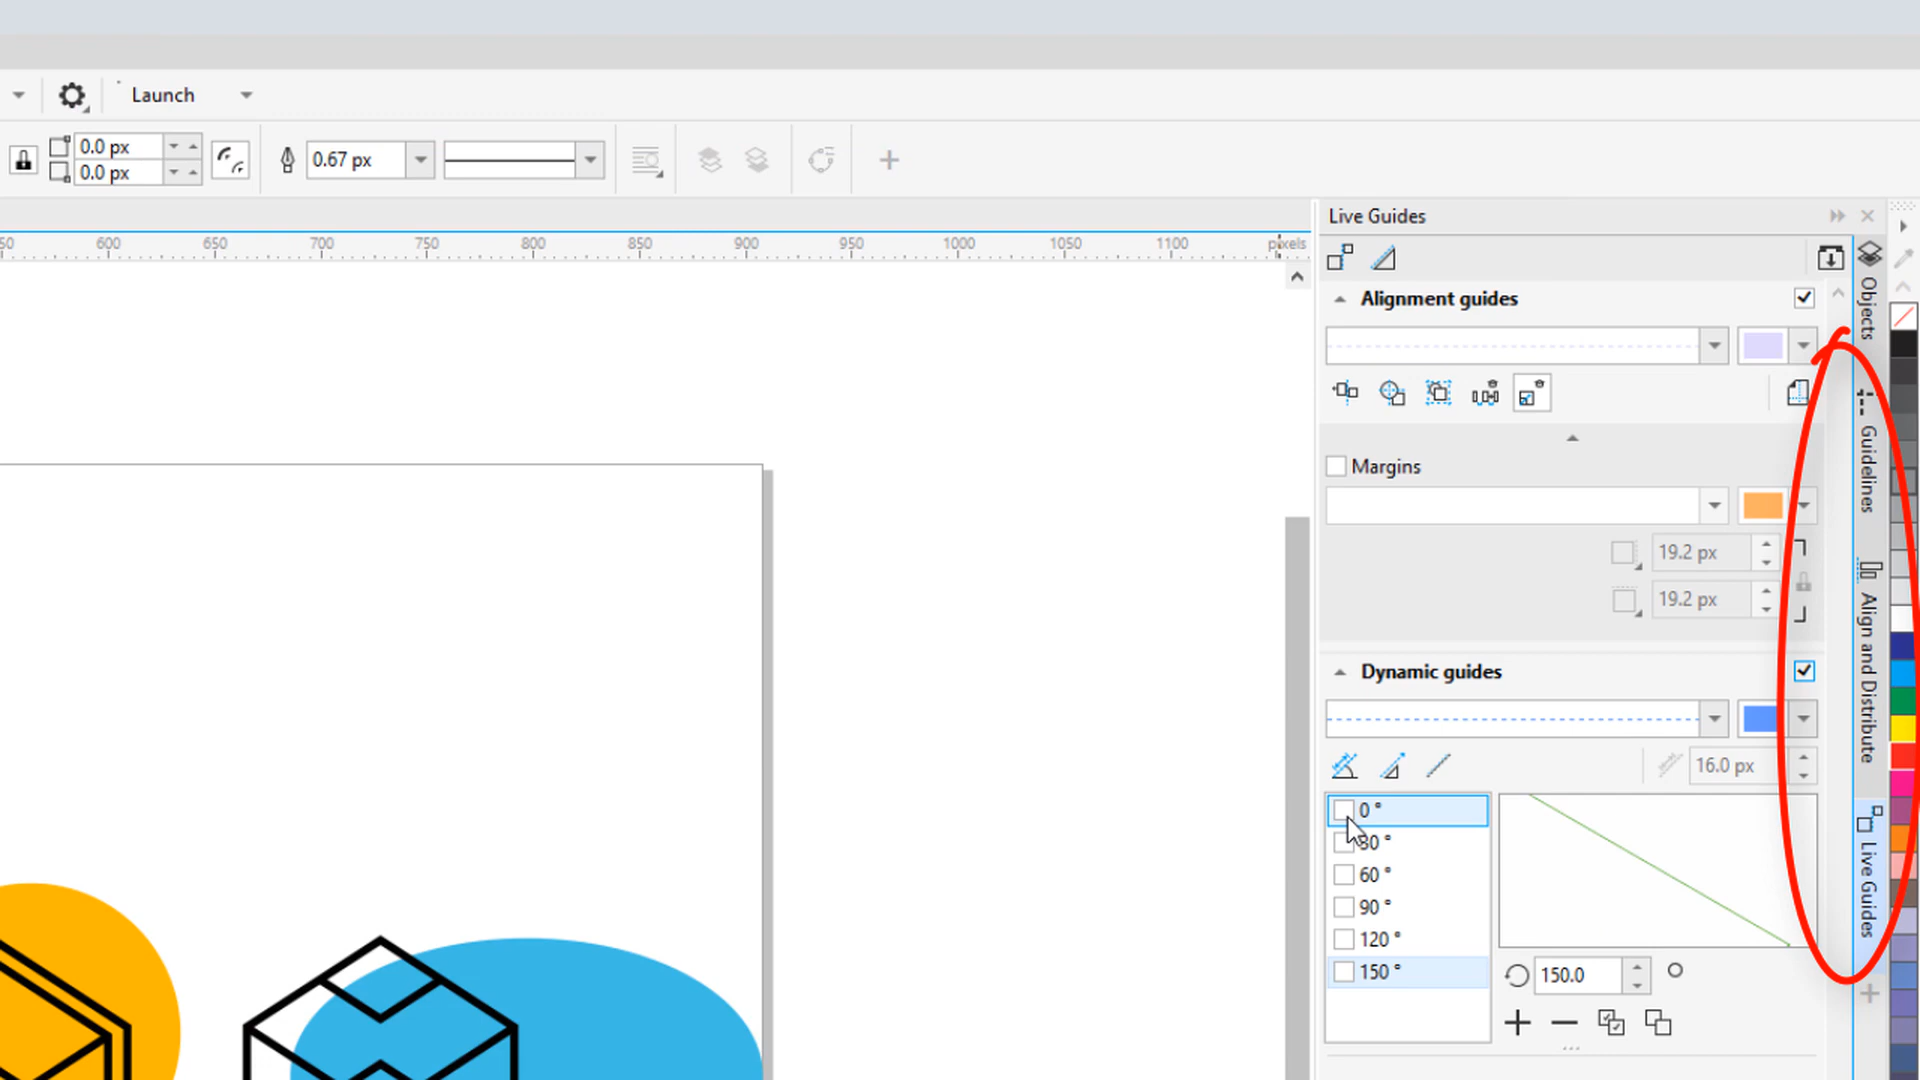 Launch
0.0 px
0.0 px
0.67 px
50 600 650 700 750 800 850 900 950 1000 1050 1100 pixels
Live Guides
Alignment guides
Margins
19.2 px
19.2 px
Dynamic guides
16.0 px
0 °
30 °
60 °
90 °
120 °
150 °
150.0
Objects
Guidelines
Align and Distribute
Live Guides